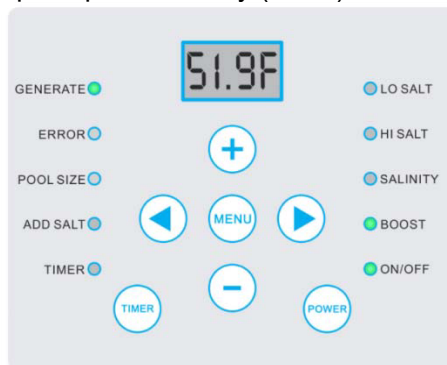 51.9F
GENERATE
LO SALT
ERROR
HI SALT
+
POOL SIZE
SALINITY
ADD SALT
MENU
BOOST
TIMER
ON/OFF
−
TIMER
POWER